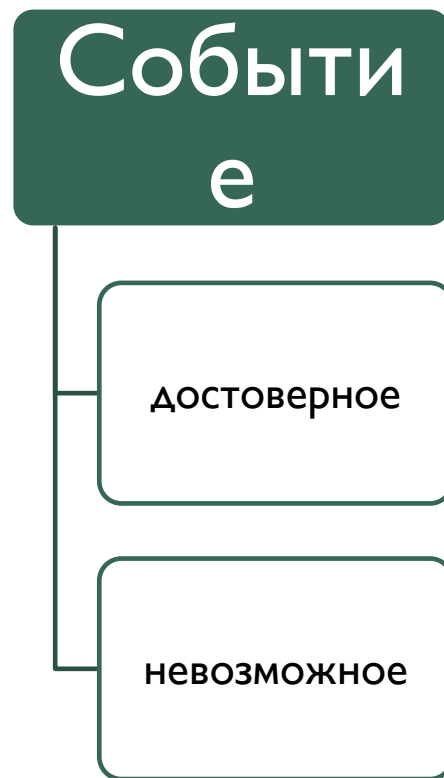 Событи
е
достоверное
невозможное